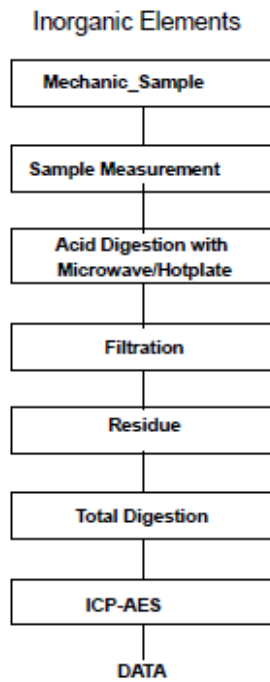 Inorganic Elements
Mechanic_Sample
Sample Measurement
Acid Digestion with
Microwave/Hotplate
Filtration
Residue
Total Digestion
ICP-AES
DATA